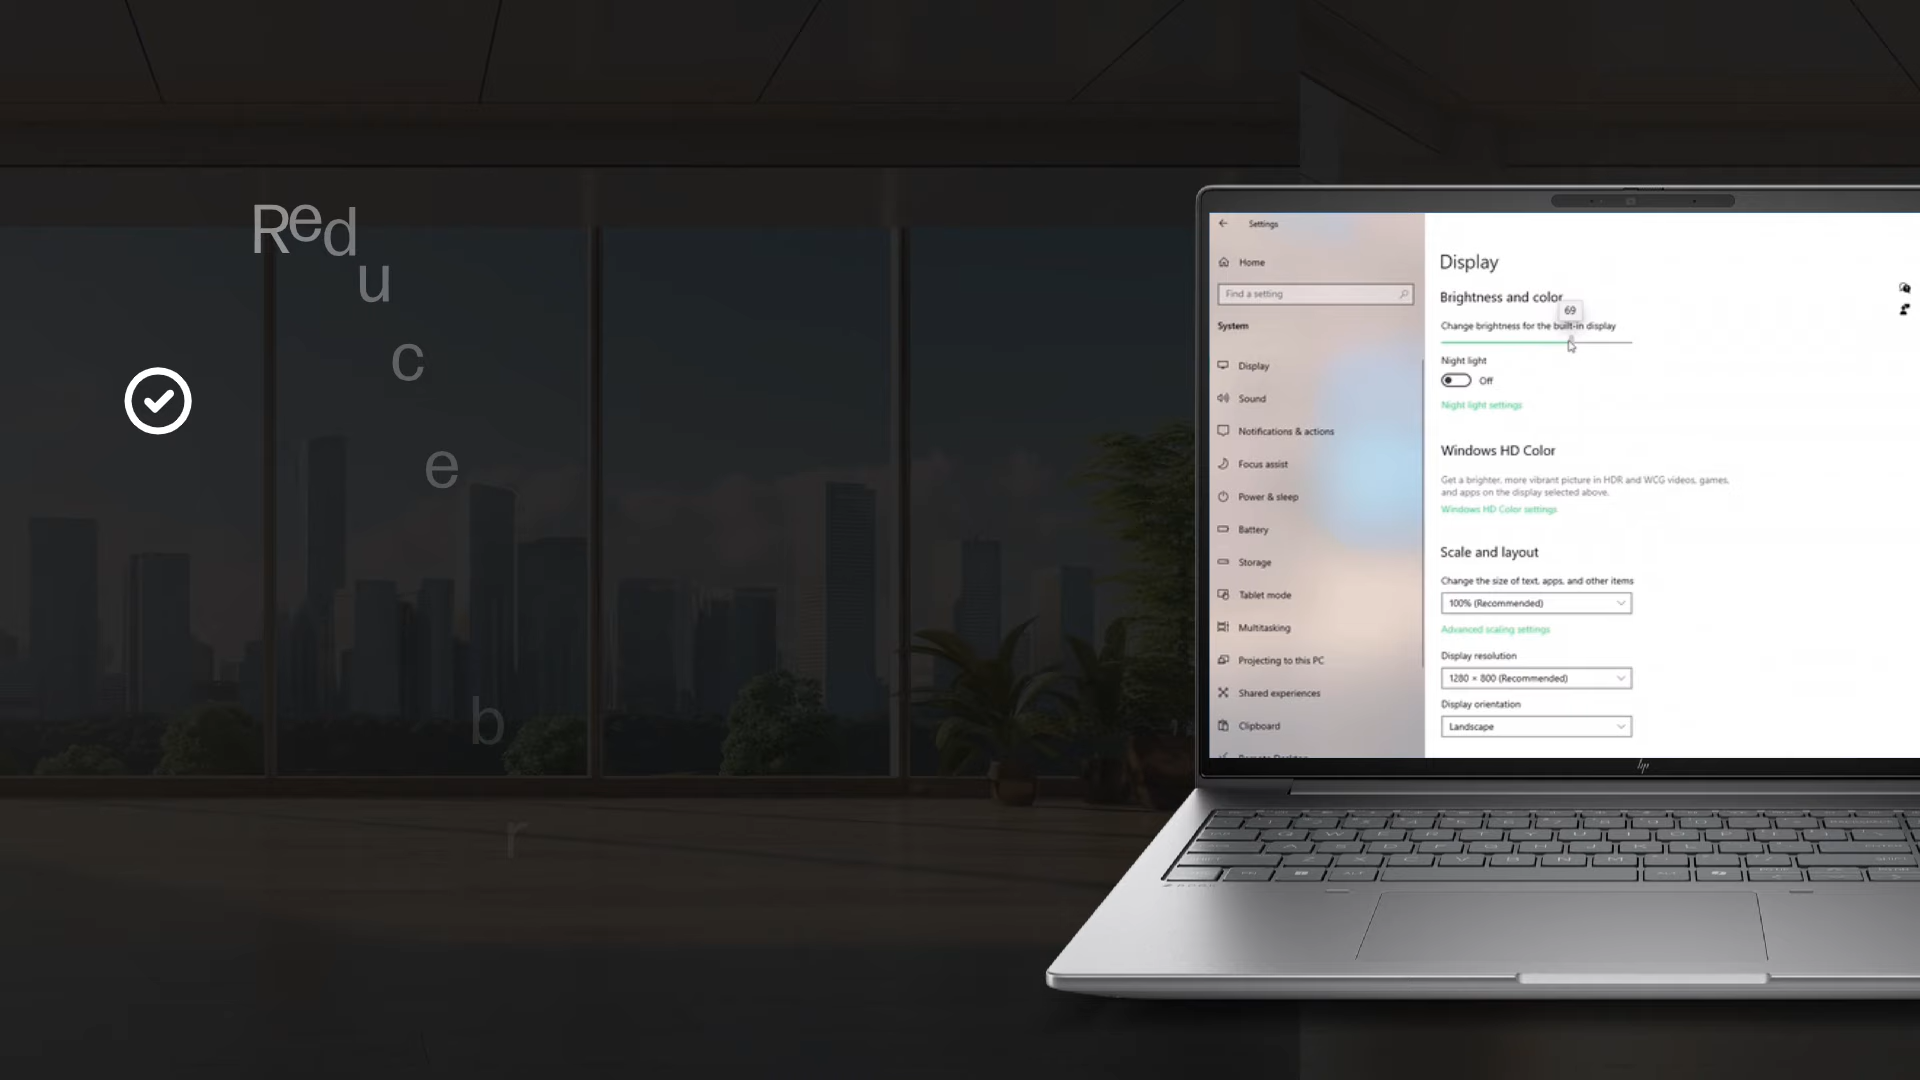 Reduce br
Settings
Home
Find a setting
System
Display
Sound
Notifications & actions
Focus assist
Power & sleep
Battery
Storage
Tablet mode
Multitasking
Projecting to this PC
Shared experiences
Clipboard
Remote Desktop
Display
Brightness and color
69
Change brightness for the built-in display
Night light
Off
Night light settings
Windows HD Color
Get a brighter, more vibrant picture in HDR and WCG videos, games,
and apps on the display selected above.
Windows HD Color settings
Scale and layout
Change the size of text, apps, and other items
100% (Recommended)
Advanced scaling settings
Display resolution
1280 × 800 (Recommended)
Display orientation
Landscape
hp